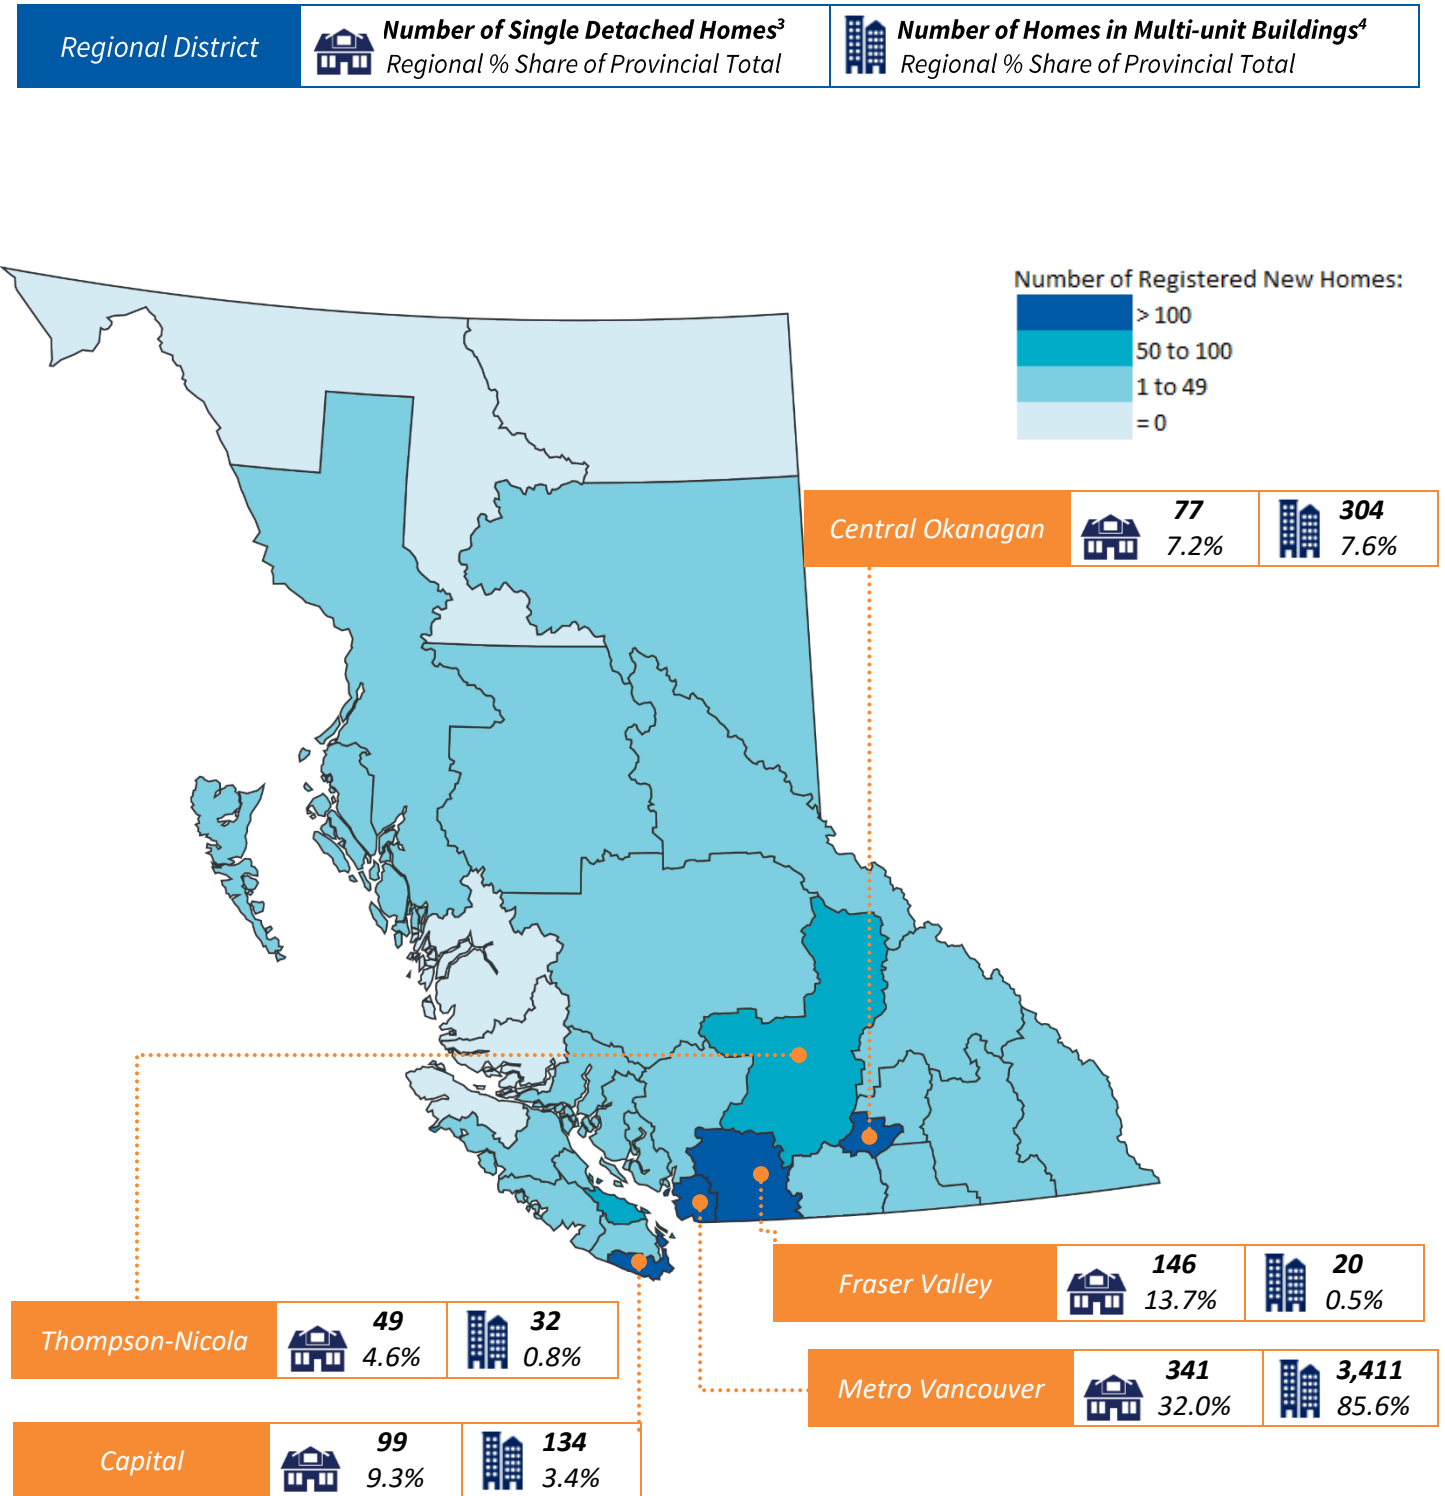 Regional District
Number of Single Detached Homes³
Regional % Share of Provincial Total
Number of Homes in Multi-unit Buildings⁴
Regional % Share of Provincial Total
Number of Registered New Homes:
> 100
50 to 100
1 to 49
= 0
Central Okanagan
77
7.2%
304
7.6%
Fraser Valley
146
13.7%
20
0.5%
Thompson-Nicola
49
4.6%
32
0.8%
Metro Vancouver
341
32.0%
3,411
85.6%
Capital
99
9.3%
134
3.4%